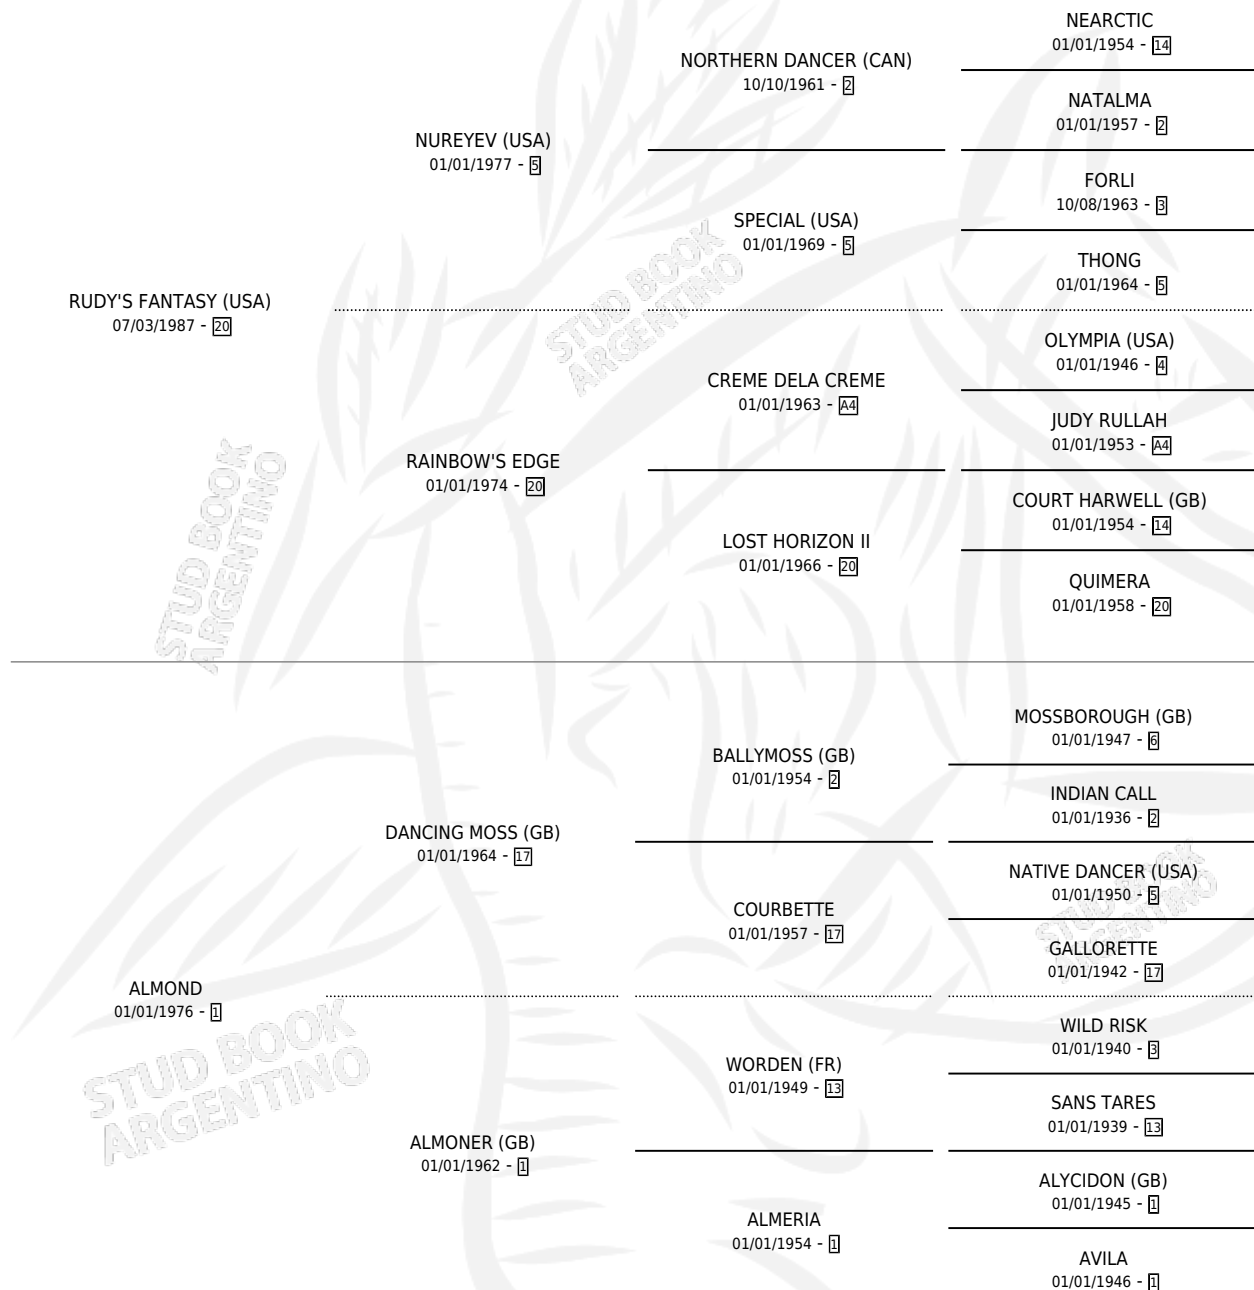 NEARCTIC
01/01/1954 - 14
NORTHERN DANCER (CAN)
10/10/1961 - 2
NATALMA
01/01/1957 - 2
NUREYEV (USA)
01/01/1977 - 5
FORLI
10/08/1963 - 3
SPECIAL (USA)
01/01/1969 - 5
THONG
01/01/1964 - 5
RUDY'S FANTASY (USA)
07/03/1987 - 20
OLYMPIA (USA)
01/01/1946 - 4
CREME DELA CREME
01/01/1963 - A4
JUDY RULLAH
01/01/1953 - A4
RAINBOW'S EDGE
01/01/1974 - 20
COURT HARWELL (GB)
01/01/1954 - 14
LOST HORIZON II
01/01/1966 - 20
QUIMERA
01/01/1958 - 20
STUD BOOK
ARGENTINO
STUD BOOK
ARGENTINO
MOSSBOROUGH (GB)
01/01/1947 - 6
BALLYMOSS (GB)
01/01/1954 - 2
INDIAN CALL
01/01/1936 - 2
DANCING MOSS (GB)
01/01/1964 - 17
NATIVE DANCER (USA)
01/01/1950 - 5
COURBETTE
01/01/1957 - 17
GALLORETTE
01/01/1942 - 17
STUD BOOK
ARGENTINO
ALMOND
01/01/1976 - 1
WILD RISK
01/01/1940 - 3
WORDEN (FR)
01/01/1949 - 13
SANS TARES
01/01/1939 - 13
ALMONER (GB)
01/01/1962 - 1
ALYCIDON (GB)
01/01/1945 - 1
ALMERIA
01/01/1954 - 1
AVILA
01/01/1946 - 1
STUD BOOK
ARGENTINO